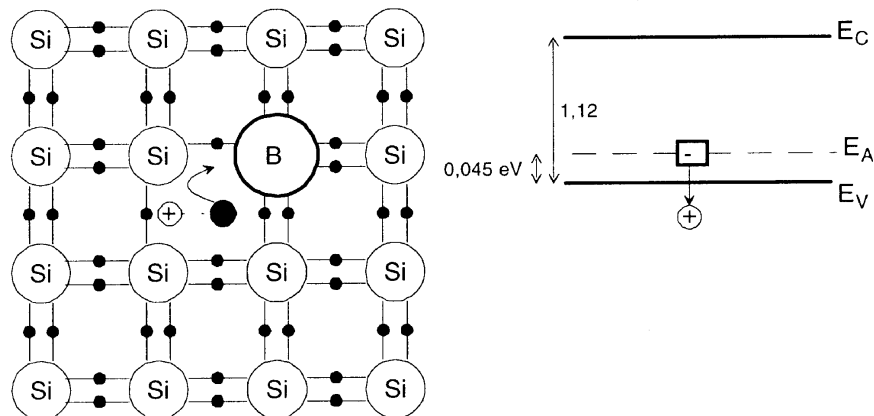 Si Si Si Si
Si Si B Si
+
Si Si Si Si
Si Si Si Si
E_C
1,12
E_A
-
0,045 eV
E_V
+